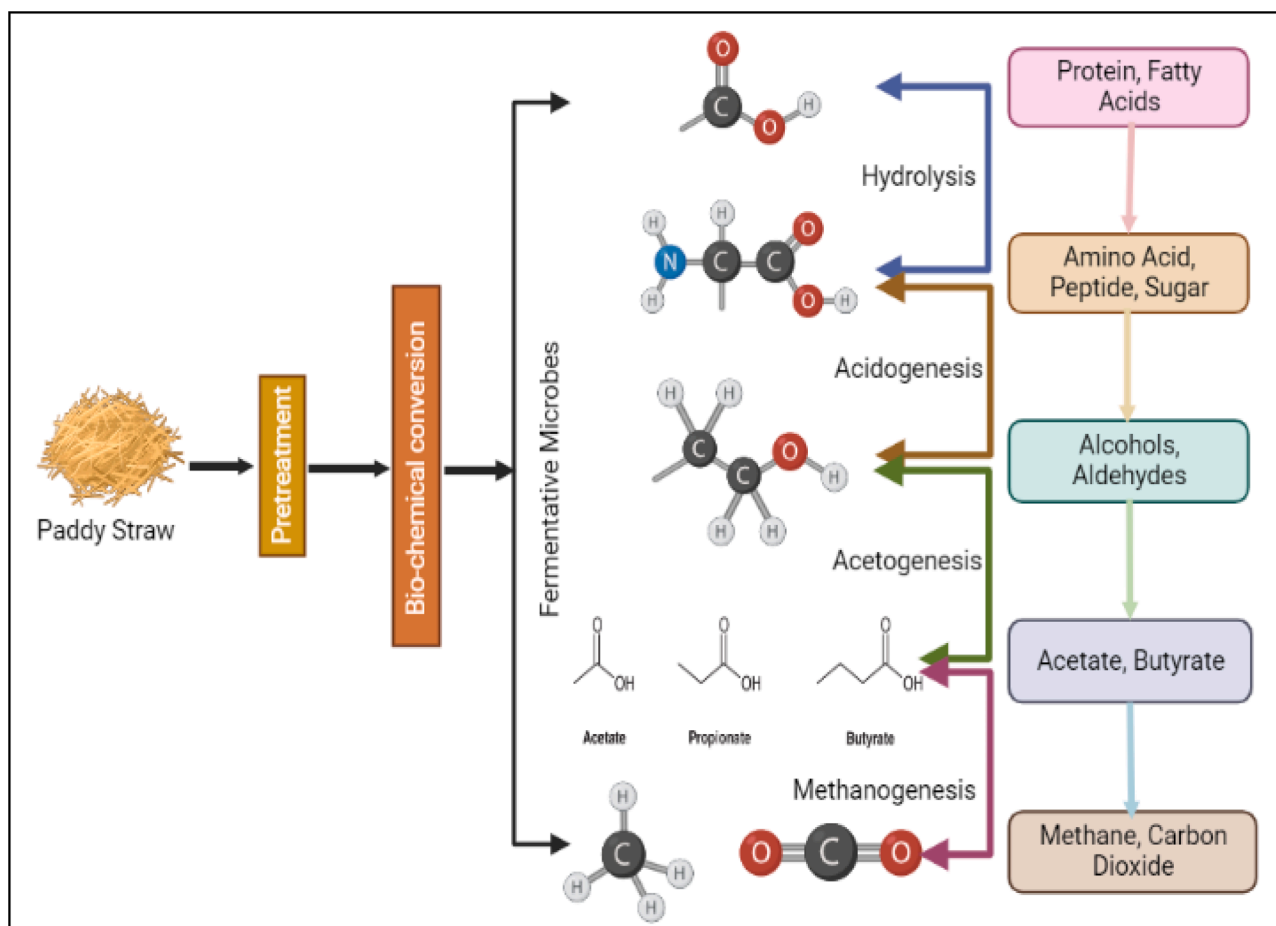 Paddy Straw
Pretreatment
Bio-chemical conversion
Fermentative Microbes
O
C
O
H
H
H
N
C
C
O
H
O
H
H
H
C
O
C
H
H
H
O
OH
Acetate
O
OH
Propionate
O
OH
Butyrate
H
C
H
H
H
O
C
O
Hydrolysis
Acidogenesis
Acetogenesis
Methanogenesis
Protein, Fatty
Acids
Amino Acid,
Peptide, Sugar
Alcohols,
Aldehydes
Acetate, Butyrate
Methane, Carbon
Dioxide